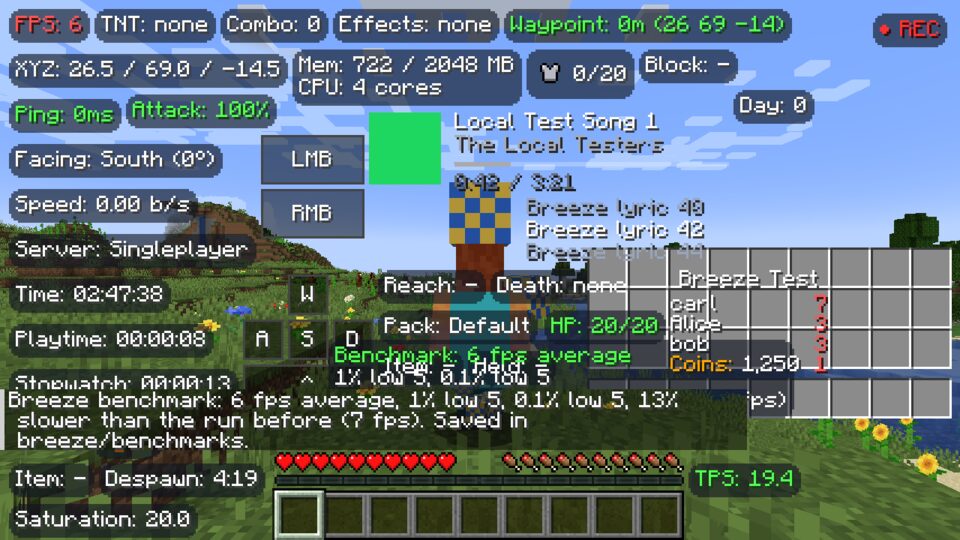 FPS: 6
TNT: none
Combo: 0
Effects: none
Waypoint: 0m (26 69 -14)
REC
XYZ: 26.5 / 69.0 / -14.5
Mem: 722 / 2048 MB
CPU: 4 cores
0/20
Block: -
Day: 0
Ping: 0ms
Attack: 100%
Local Test Song 1
The Local Testers
0:42 / 3:21
Facing: South (0°)
LMB
RMB
Speed: 0.00 b/s
Breeze lyric 40
Breeze lyric 42
Breeze lyric 44
Server: Singleplayer
Breeze Test
Reach: -
Death: none
Time: 02:47:38
W
carl 7
Alice 3
bob 3
Coins: 1,250 1
Pack: Default
HP: 20/20
Playtime: 00:00:08
A
S
D
Benchmark: 6 fps average
1% low 5, 0.1% low 5
Stopwatch: 00:00:13
Breeze benchmark: 6 fps average, 1% low 5, 0.1% low 5, 13%
slower than the run before (7 fps). Saved in
breeze/benchmarks.
Item: -
Despawn: 4:19
TPS: 19.4
Saturation: 20.0